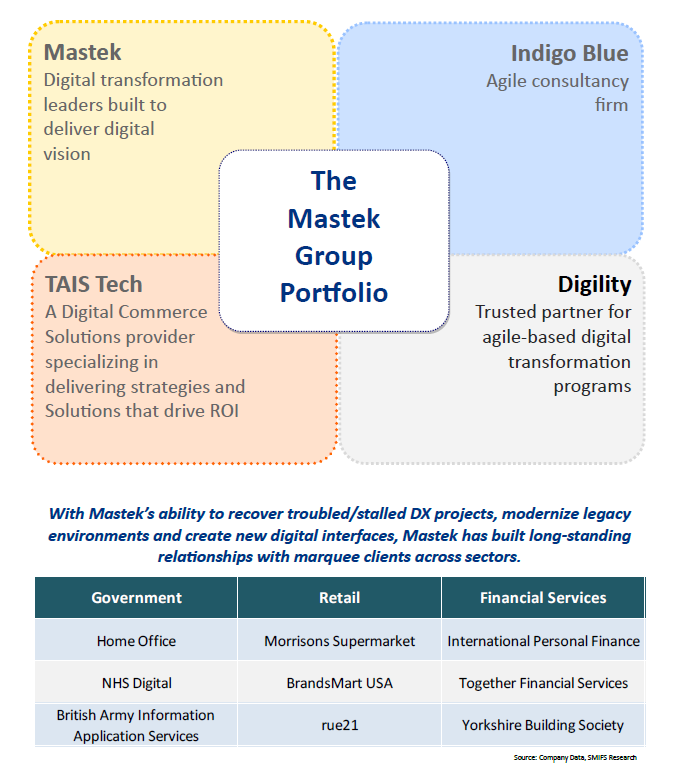 Mastek
Digital transformation
leaders built to
deliver digital
vision
Indigo Blue
Agile consultancy
firm
The
Mastek
Group
Portfolio
TAIS Tech
A Digital Commerce
Solutions provider
specializing in
delivering strategies and
Solutions that drive ROI
Digility
Trusted partner for
agile-based digital
transformation
programs
With Mastek’s ability to recover troubled/stalled DX projects, modernize legacy
environments and create new digital interfaces, Mastek has built long-standing
relationships with marquee clients across sectors.
Government Retail Financial Services
Home Office Morrisons Supermarket International Personal Finance
NHS Digital BrandsMart USA Together Financial Services
British Army Information
Application Services rue21 Yorkshire Building Society
Source: Company Data, SMIFS Research